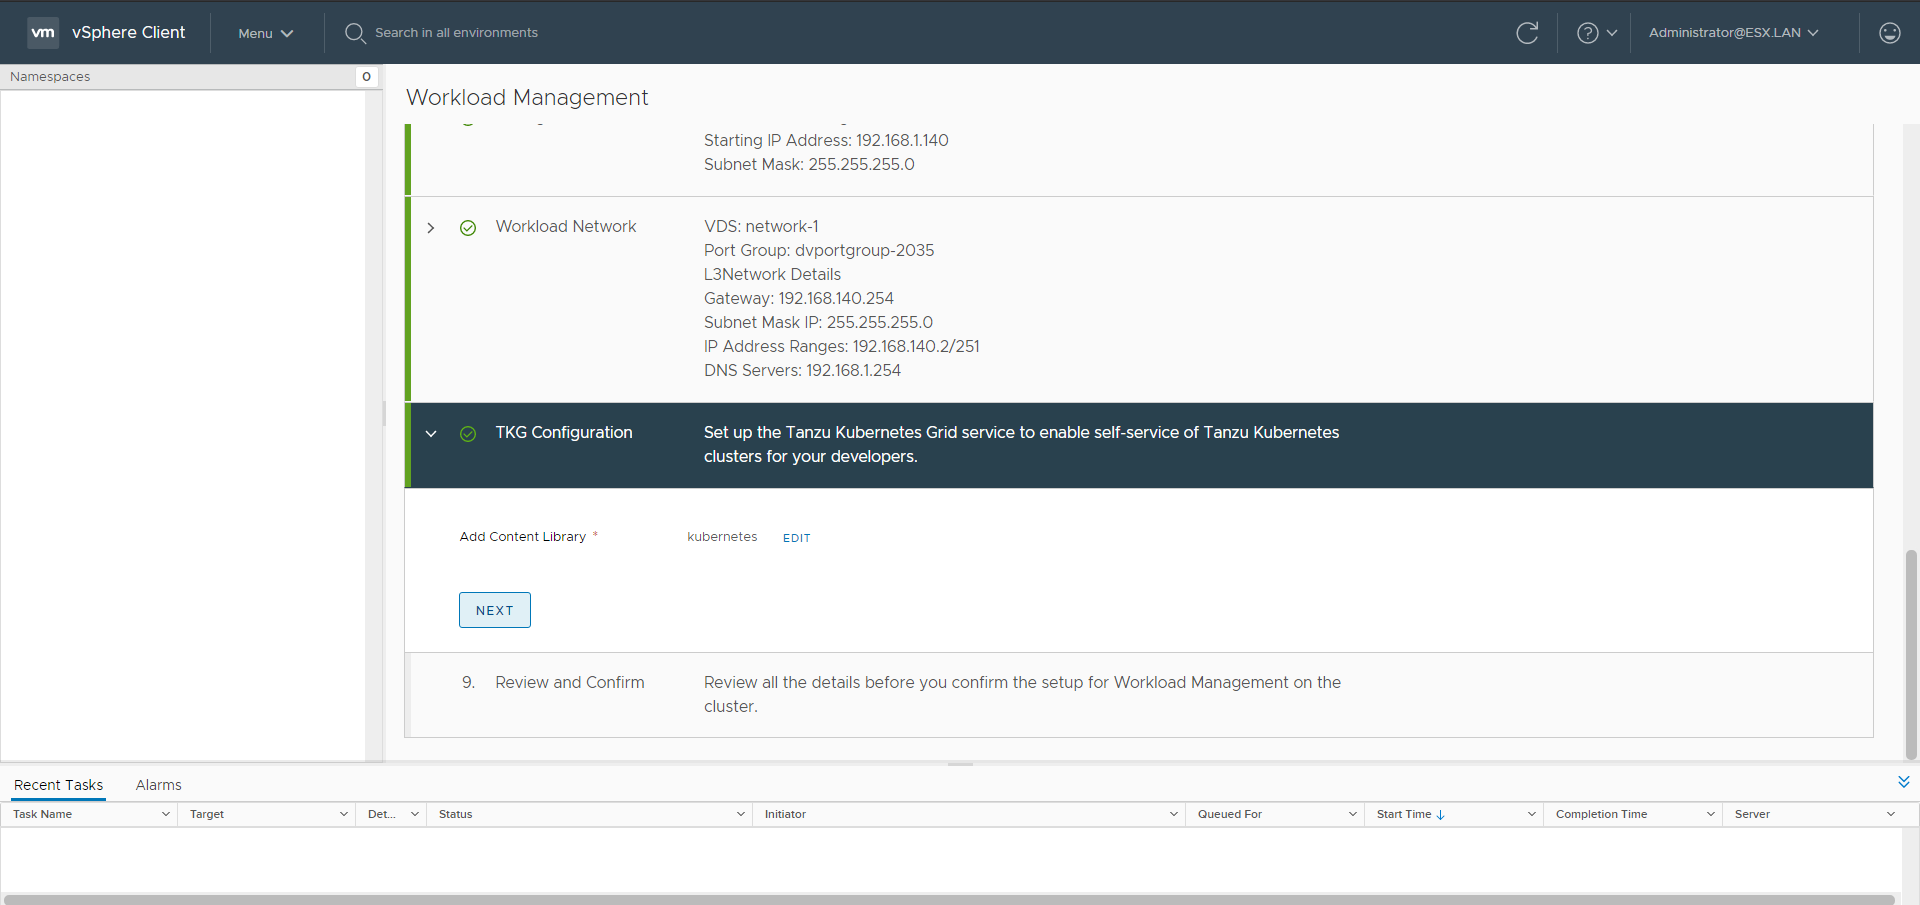 vm vSphere Client Menu Search in all environments Administrator@ESX.LAN
Namespaces 0
Workload Management
Starting IP Address: 192.168.1.140
Subnet Mask: 255.255.255.0
Workload Network
VDS: network-1
Port Group: dvportgroup-2035
L3Network Details
Gateway: 192.168.140.254
Subnet Mask IP: 255.255.255.0
IP Address Ranges: 192.168.140.2/251
DNS Servers: 192.168.1.254
TKG Configuration
Set up the Tanzu Kubernetes Grid service to enable self-service of Tanzu Kubernetes
clusters for your developers.
Add Content Library * kubernetes EDIT
NEXT
9. Review and Confirm
Review all the details before you confirm the setup for Workload Management on the
cluster.
Recent Tasks Alarms
Task Name Target Det... Status Initiator Queued For Start Time Completion Time Server